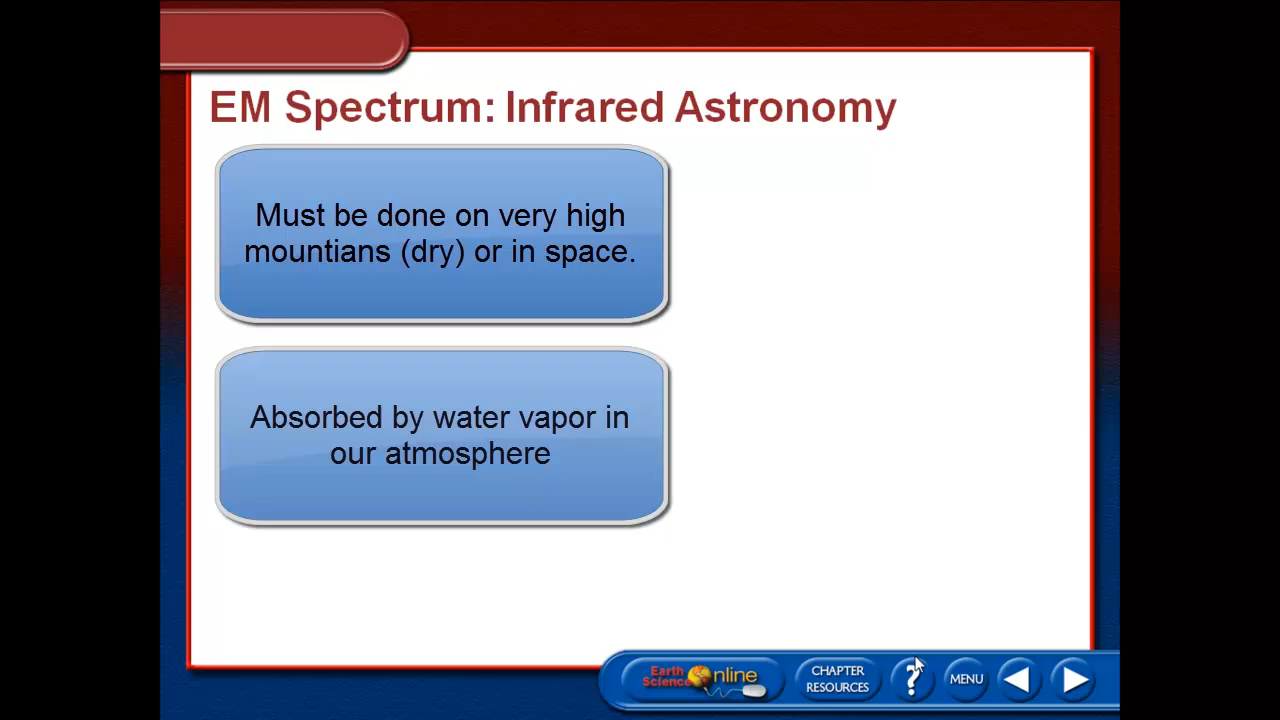 EM Spectrum: Infrared Astronomy
Must be done on very high
mountians (dry) or in space.
Absorbed by water vapor in
our atmosphere
Earth
Science
nline
CHAPTER
RESOURCES
?
MENU